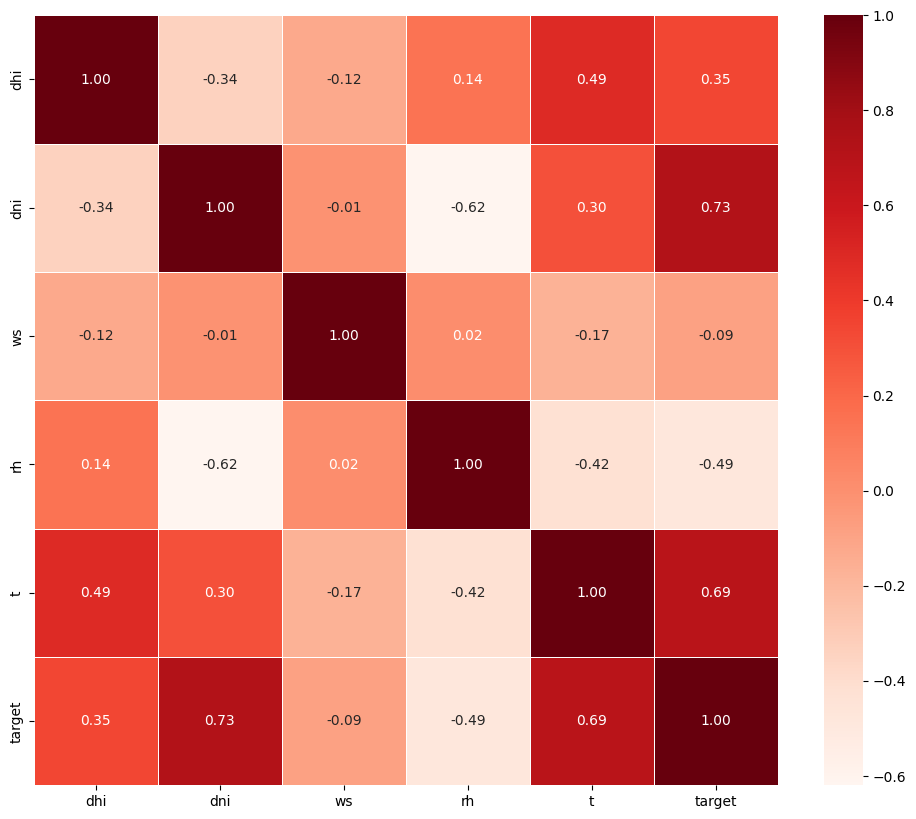 dhi 1.00 -0.34 -0.12 0.14 0.49 0.35
dni -0.34 1.00 -0.01 -0.62 0.30 0.73
ws -0.12 -0.01 1.00 0.02 -0.17 -0.09
rh 0.14 -0.62 0.02 1.00 -0.42 -0.49
t 0.49 0.30 -0.17 -0.42 1.00 0.69
target 0.35 0.73 -0.09 -0.49 0.69 1.00
dhi dni ws rh t target
1.0
0.8
0.6
0.4
0.2
0.0
−0.2
−0.4
−0.6